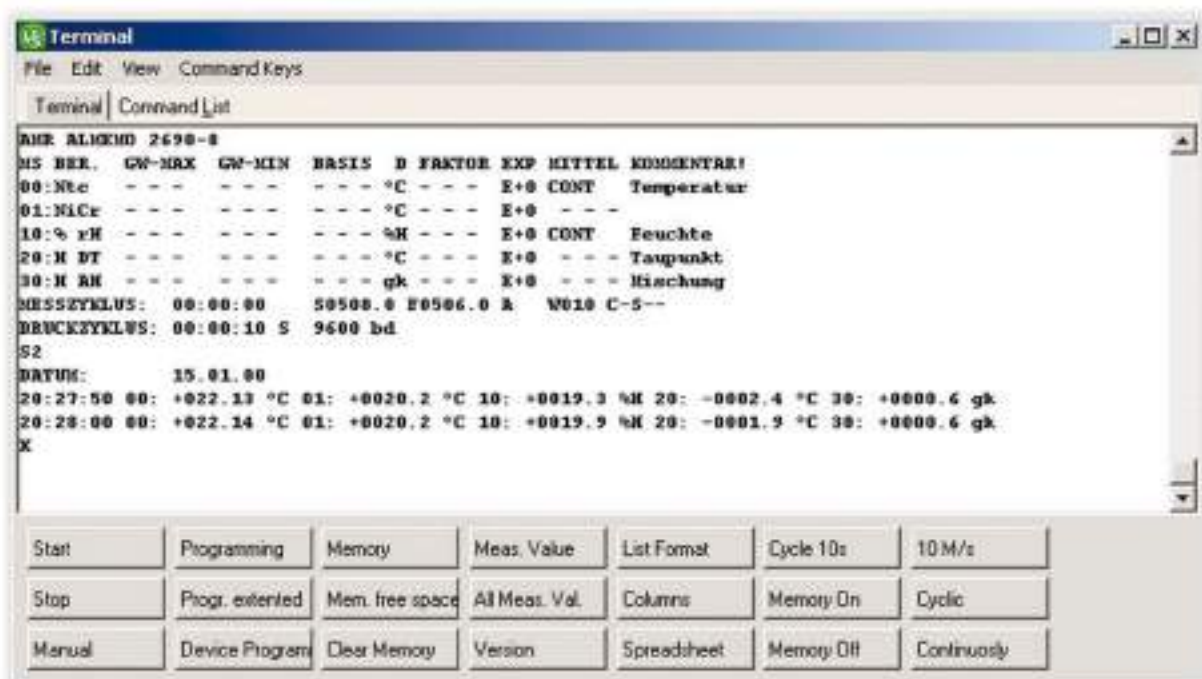 Terminal
File Edit View Command Keys
Terminal Command List
AMR ALMEMO 2690-8
MS BER. GW-MAX GW-MIN BASIS D FAKTOR EXP MITTEL KOMMENTAR!
00:Ntc - - - - - - - - - °C - - - E+0 CONT Temperatur
01:NiCr - - - - - - - - - °C - - - E+0 - - -
10:% rH - - - - - - - - - %H - - - E+0 CONT Feuchte
20:H DT - - - - - - - - - °C - - - E+0 - - - Taupunkt
30:H AH - - - - - - - - - gk - - - E+0 - - - Mischung
MESSZYKLUS: 00:00:00 S0508.0 F0506.0 A W010 C-S--
DRUCKZYKLUS: 00:00:10 S 9600 bd
S2
DATUM: 15.01.00
20:27:50 00: +022.13 °C 01: +0020.2 °C 10: +0019.3 %H 20: -0002.4 °C 30: +0000.6 gk
20:28:00 00: +022.14 °C 01: +0020.2 °C 10: +0019.9 %H 20: -0001.9 °C 30: +0000.6 gk
X
Start Programming Memory Meas. Value List Format Cycle 10s 10 M/s
Stop Progr. extented Mem. free space All Meas. Val. Columns Memory On Cyclic
Manual Device Program Clear Memory Version Spreadsheet Memory Off Continuosly